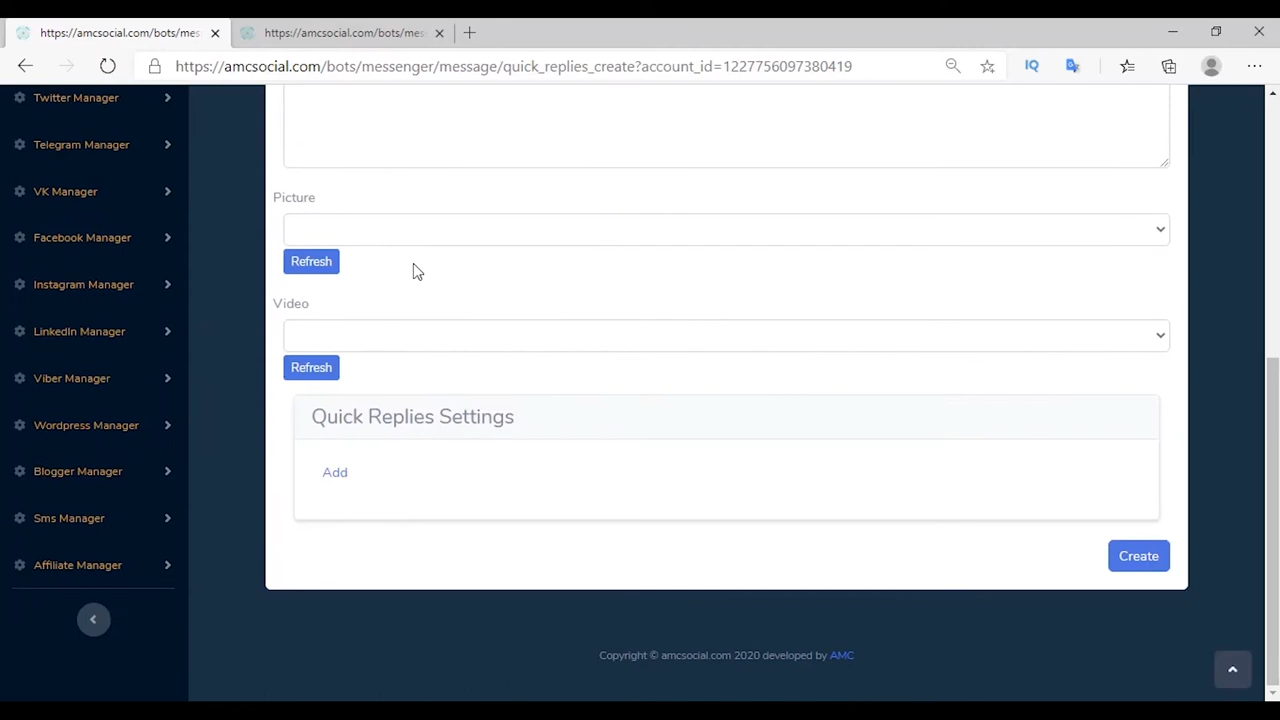 https://amcsocial.com/bots/mes
https://amcsocial.com/bots/mes
https://amcsocial.com/bots/messenger/message/quick_replies_create?account_id=1227756097380419
IQ
Twitter Manager
Telegram Manager
VK Manager
Facebook Manager
Instagram Manager
LinkedIn Manager
Viber Manager
Wordpress Manager
Blogger Manager
Sms Manager
Affiliate Manager
Picture
Refresh
Video
Refresh
Quick Replies Settings
Add
Create
Copyright © amcsocial.com 2020 developed by AMC